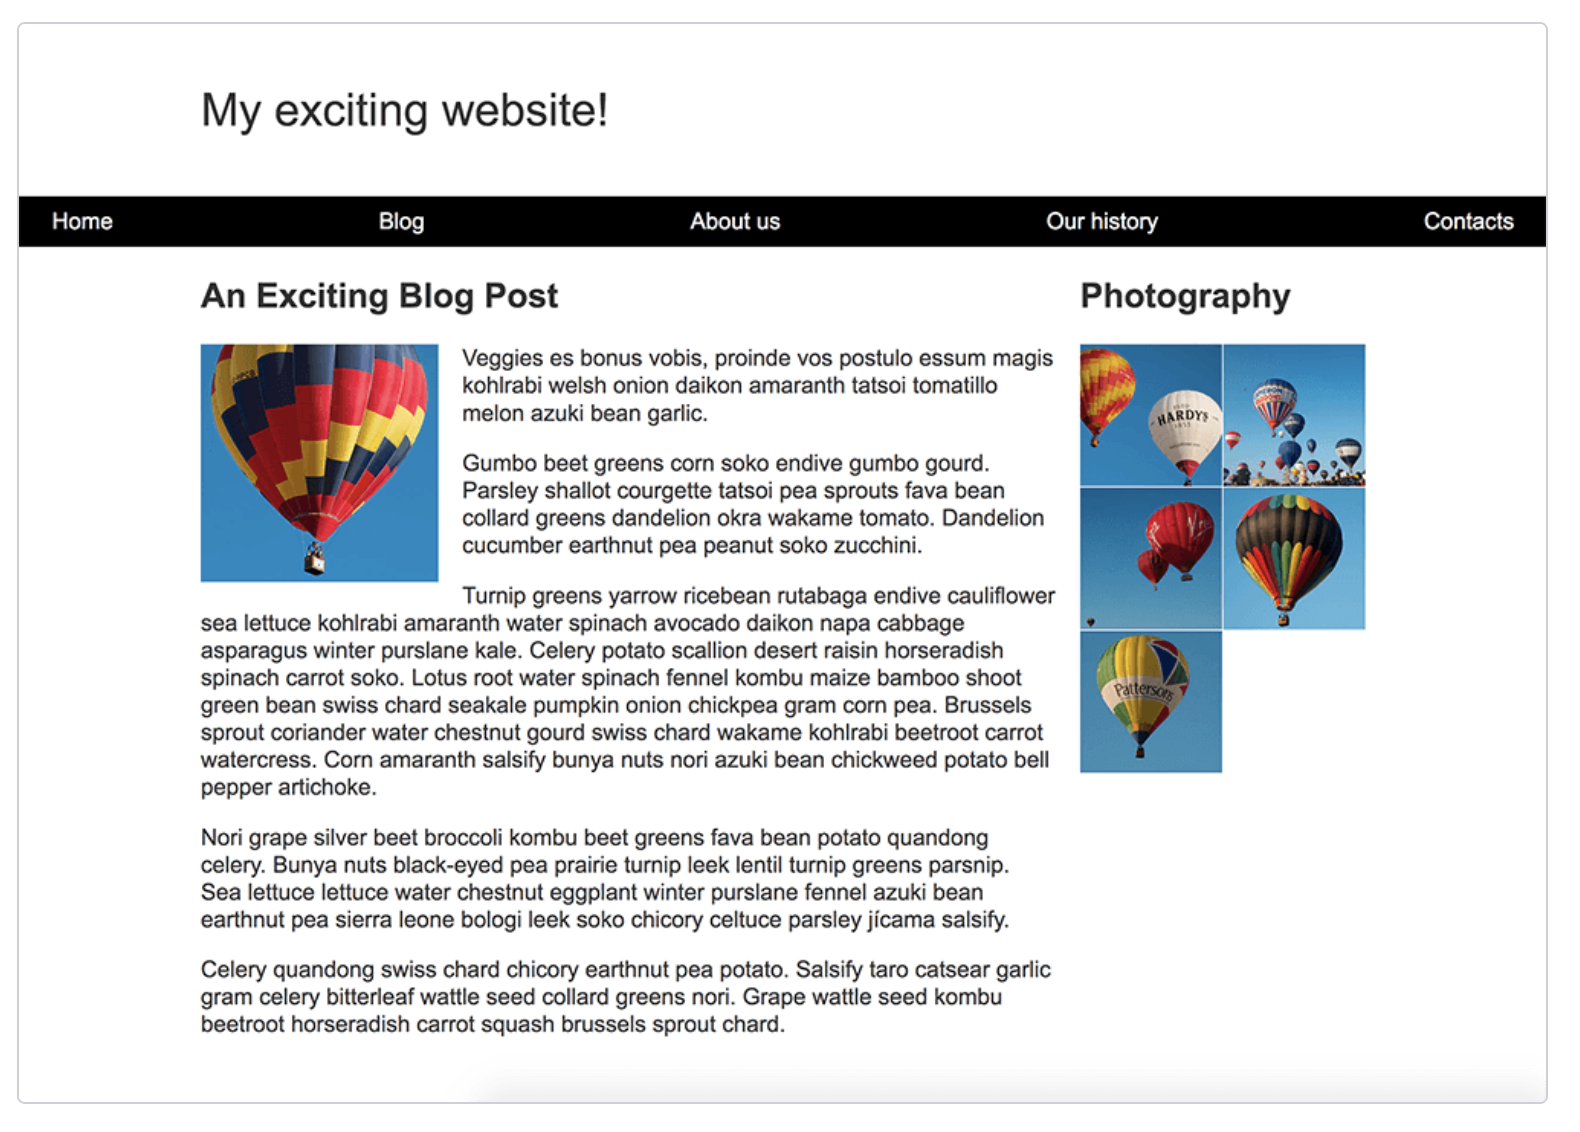 My exciting website!
Home Blog About us Our history Contacts
An Exciting Blog Post
Veggies es bonus vobis, proinde vos postulo essum magis
kohlrabi welsh onion daikon amaranth tatsoi tomatillo
melon azuki bean garlic.
Gumbo beet greens corn soko endive gumbo gourd.
Parsley shallot courgette tatsoi pea sprouts fava bean
collard greens dandelion okra wakame tomato. Dandelion
cucumber earthnut pea peanut soko zucchini.
Turnip greens yarrow ricebean rutabaga endive cauliflower
sea lettuce kohlrabi amaranth water spinach avocado daikon napa cabbage
asparagus winter purslane kale. Celery potato scallion desert raisin horseradish
spinach carrot soko. Lotus root water spinach fennel kombu maize bamboo shoot
green bean swiss chard seakale pumpkin onion chickpea gram corn pea. Brussels
sprout coriander water chestnut gourd swiss chard wakame kohlrabi beetroot carrot
watercress. Corn amaranth salsify bunya nuts nori azuki bean chickweed potato bell
pepper artichoke.
Nori grape silver beet broccoli kombu beet greens fava bean potato quandong
celery. Bunya nuts black-eyed pea prairie turnip leek lentil turnip greens parsnip.
Sea lettuce lettuce water chestnut eggplant winter purslane fennel azuki bean
earthnut pea sierra leone bologi leek soko chicory celtuce parsley jícama salsify.
Celery quandong swiss chard chicory earthnut pea potato. Salsify taro catsear garlic
gram celery bitterleaf wattle seed collard greens nori. Grape wattle seed kombu
beetroot horseradish carrot squash brussels sprout chard.
Photography
HARDYS
Pattersons